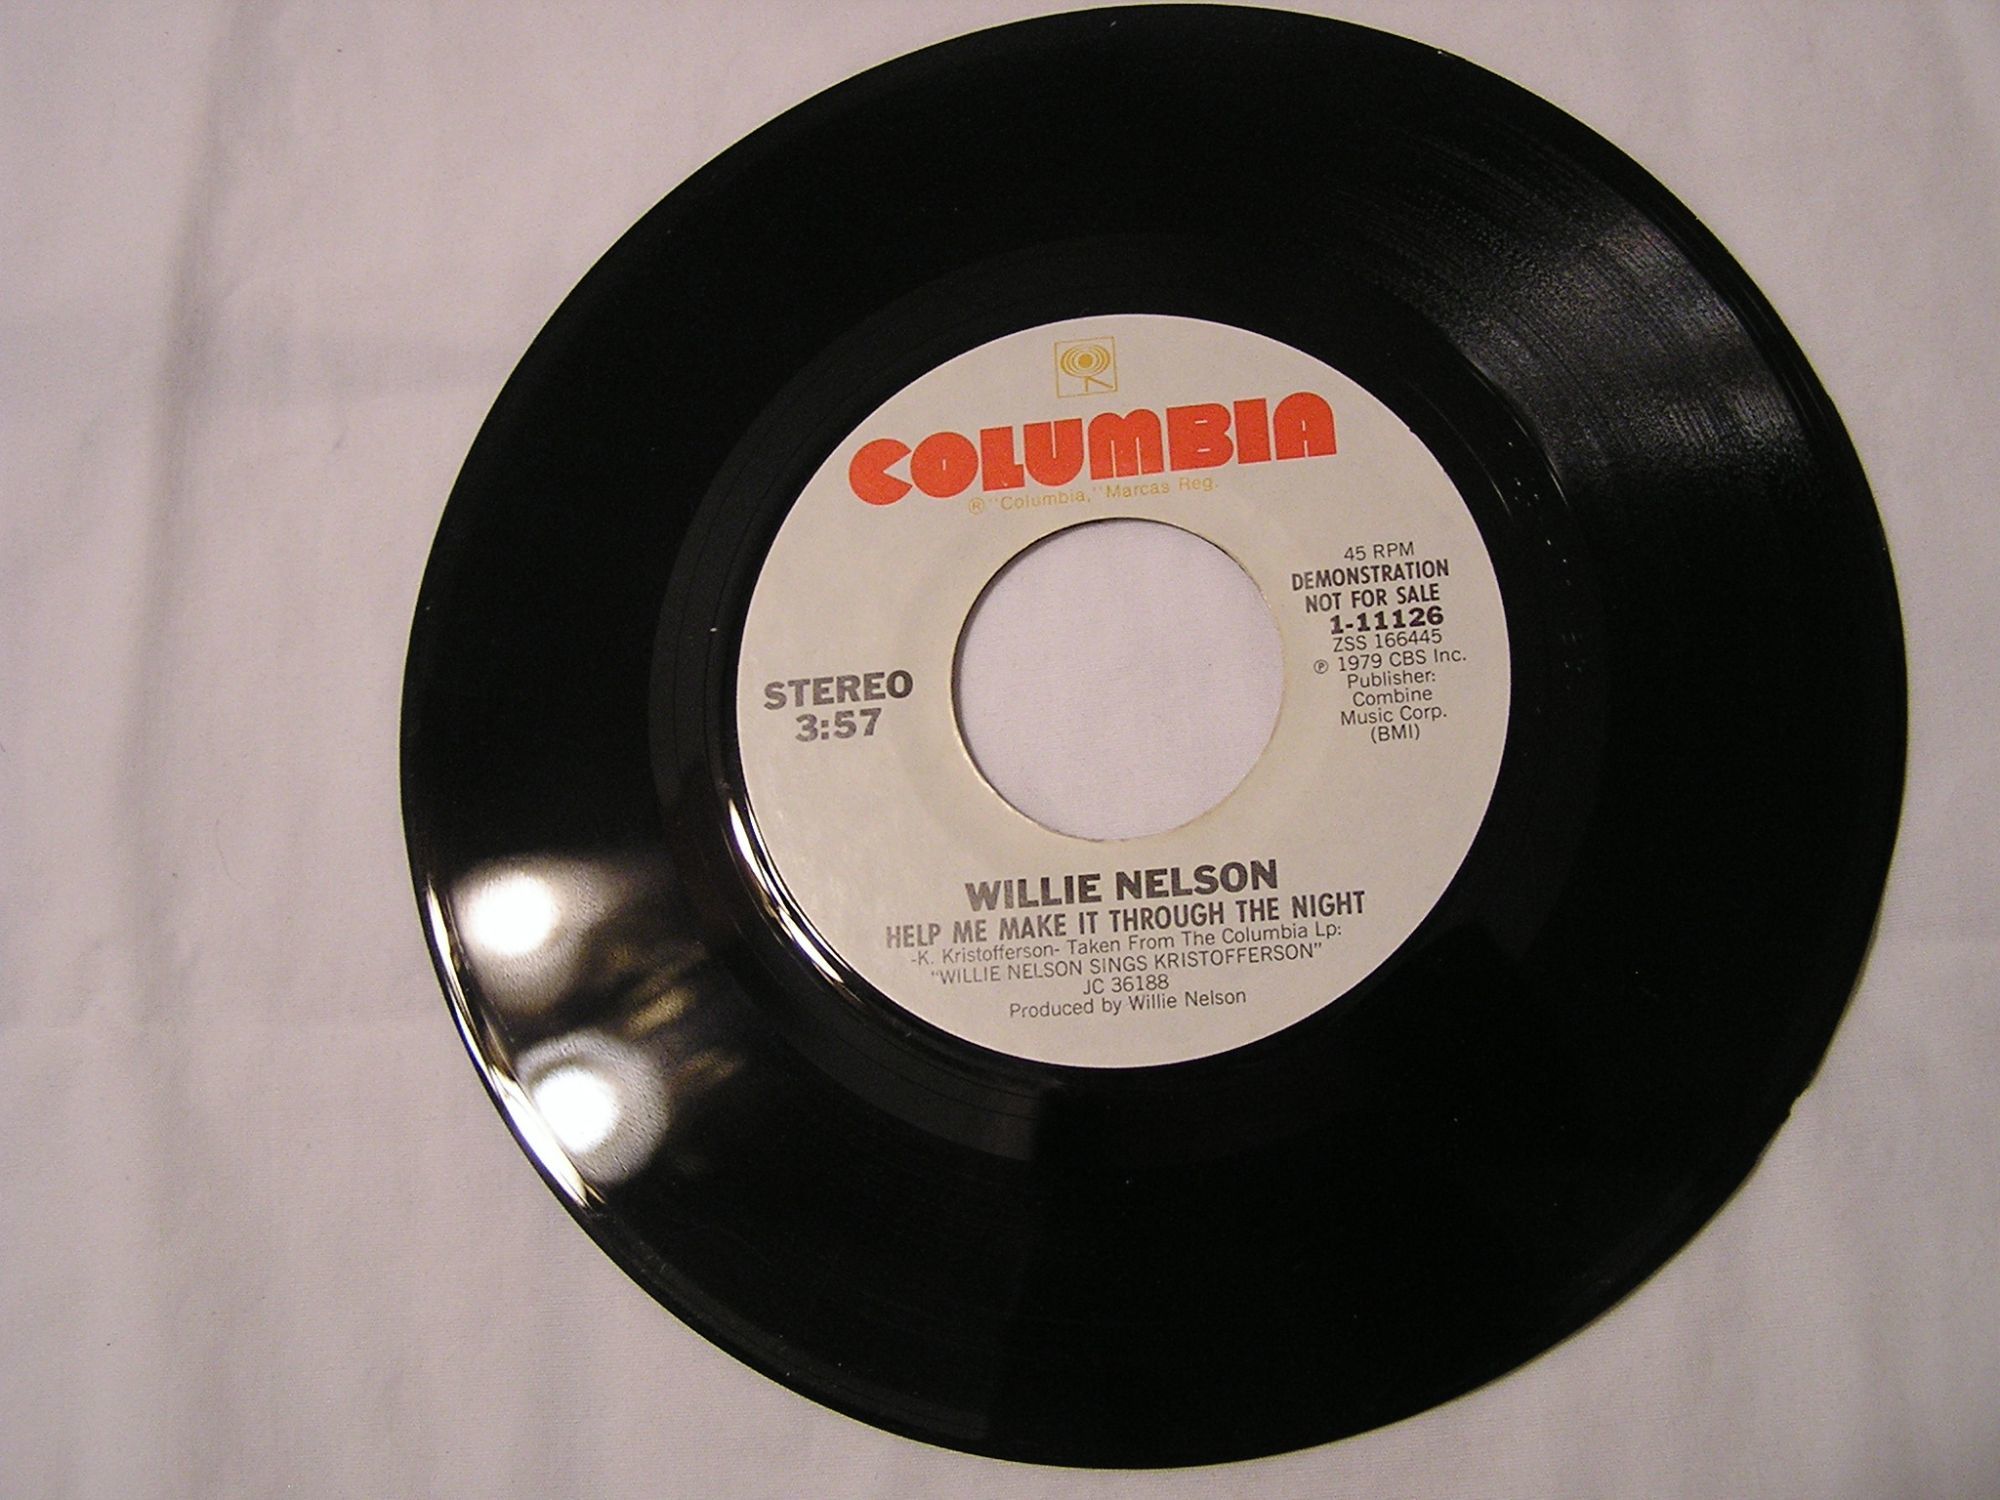 COLUMBIA
® "Columbia," Marcas Reg.
45 RPM
DEMONSTRATION
NOT FOR SALE
1-11126
ZSS 166445
℗ 1979 CBS Inc.
Publisher:
Combine
Music Corp.
(BMI)
STEREO
3:57
WILLIE NELSON
HELP ME MAKE IT THROUGH THE NIGHT
-K. Kristofferson- Taken From The Columbia Lp:
"WILLIE NELSON SINGS KRISTOFFERSON"
JC 36188
Produced by Willie Nelson